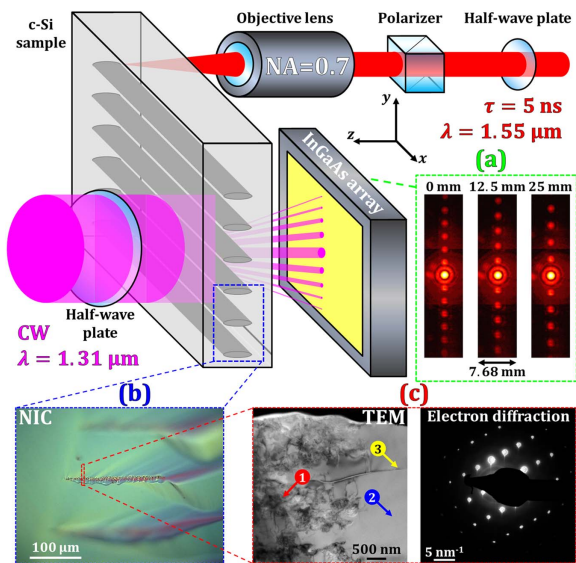 c-Si
sample
Objective lens
Polarizer
Half-wave plate
NA=0.7
y
z
x
τ = 5 ns
λ = 1.55 μm
(a)
InGaAs array
0 mm 12.5 mm 25 mm
7.68 mm
Half-wave
plate
CW
λ = 1.31 μm
(b)
(c)
NIC
100 μm
TEM
1
2
3
500 nm
Electron diffraction
5 nm⁻¹